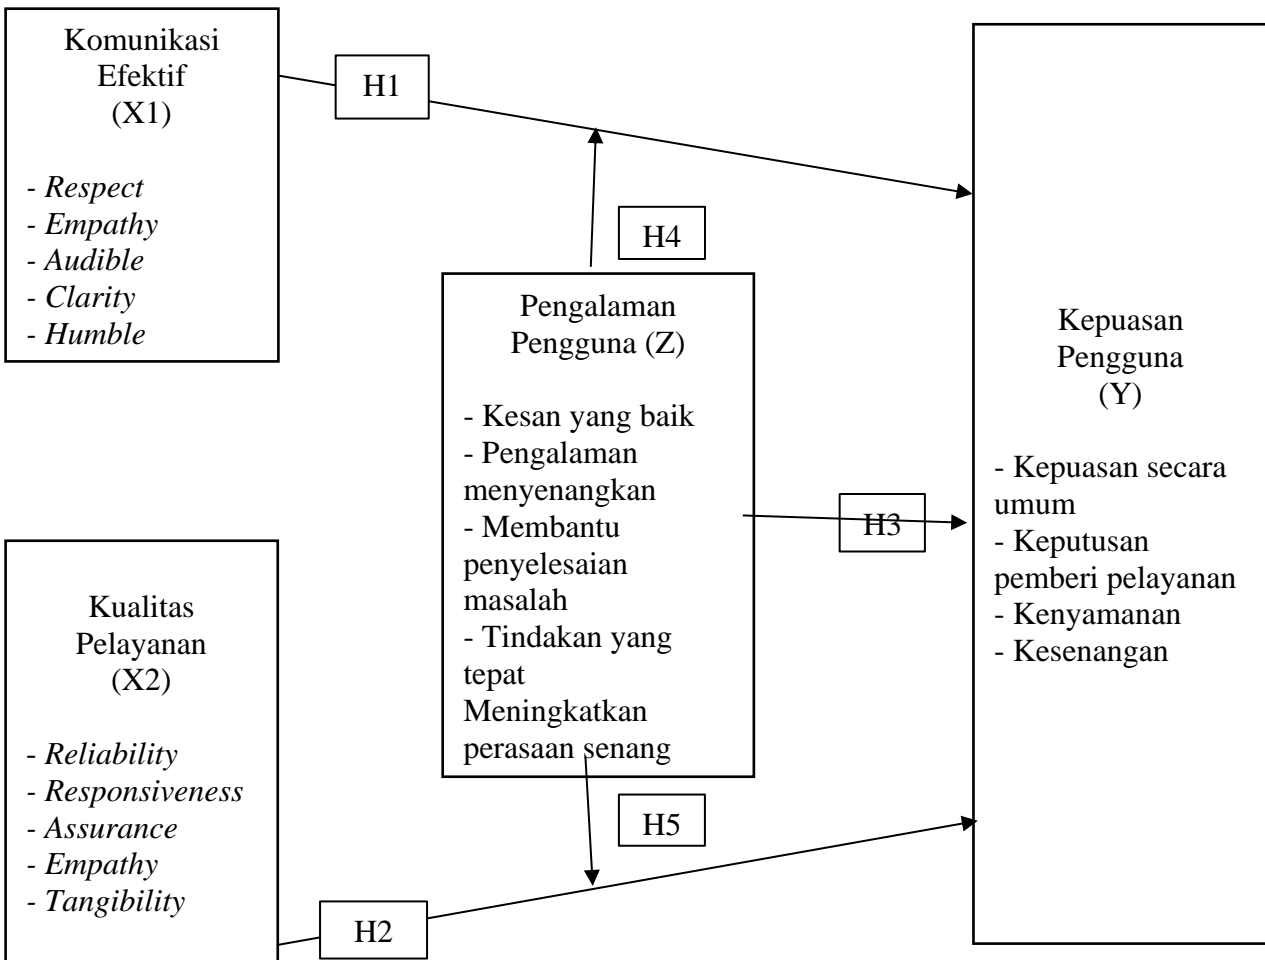 Komunikasi
Efektif
(X1)
- Respect
- Empathy
- Audible
- Clarity
- Humble
H1
H4
Pengalaman
Pengguna (Z)
- Kesan yang baik
- Pengalaman
menyenangkan
- Membantu
penyelesaian
masalah
- Tindakan yang
tepat
Meningkatkan
perasaan senang
H3
Kepuasan
Pengguna
(Y)
- Kepuasan secara
umum
- Keputusan
pemberi pelayanan
- Kenyamanan
- Kesenangan
Kualitas
Pelayanan
(X2)
- Reliability
- Responsiveness
- Assurance
- Empathy
- Tangibility
H5
H2